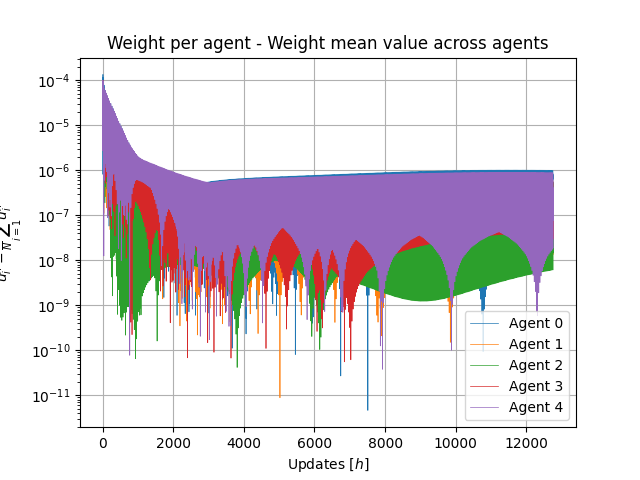 Weight per agent - Weight mean value across agents
10⁻⁴
10⁻⁵
10⁻⁶
10⁻⁷
10⁻⁸
10⁻⁹
10⁻¹⁰
10⁻¹¹
0 2000 4000 6000 8000 10000 12000
Updates [h]
Agent 0
Agent 1
Agent 2
Agent 3
Agent 4